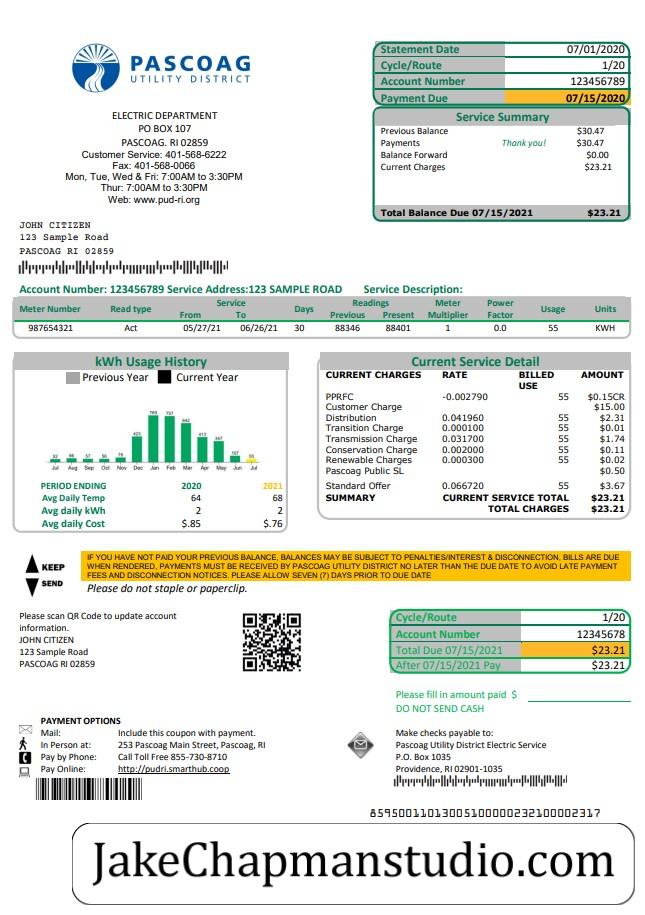 PASCOAG
UTILITY DISTRICT
Statement Date 07/01/2020
Cycle/Route 1/20
Account Number 123456789
Payment Due 07/15/2020
ELECTRIC DEPARTMENT
PO BOX 107
PASCOAG. RI 02859
Customer Service: 401-568-6222
Fax: 401-568-0066
Mon, Tue, Wed & Fri: 7:00AM to 3:30PM
Thur: 7:00AM to 3:30PM
Web: www.pud-ri.org
Service Summary
Previous Balance $30.47
Payments Thank you! $30.47
Balance Forward $0.00
Current Charges $23.21
Total Balance Due 07/15/2021 $23.21
JOHN CITIZEN
123 Sample Road
PASCOAG RI 02859
Account Number: 123456789 Service Address:123 SAMPLE ROAD Service Description:
Meter Number Read type Service From To Days Readings Previous Present Meter Multiplier Power Factor Usage Units
987654321 Act 05/27/21 06/26/21 30 88346 88401 1 0.0 55 KWH
kWh Usage History
Previous Year Current Year
423 769 757 642 413 347 107
Jul Aug Sep Oct Nov Dec Jan Feb Mar Apr May Jun Jul
PERIOD ENDING 2020 2021
Avg Daily Temp 64 68
Avg daily kWh 2 2
Avg daily Cost $.85 $.76
Current Service Detail
CURRENT CHARGES RATE BILLED USE AMOUNT
PPRFC -0.002790 55 $0.15CR
Customer Charge $15.00
Distribution 0.041960 55 $2.31
Transition Charge 0.000100 55 $0.01
Transmission Charge 0.031700 55 $1.74
Conservation Charge 0.002000 55 $0.11
Renewable Charges 0.000300 55 $0.02
Pascoag Public SL $0.50
Standard Offer 0.066720 55 $3.67
SUMMARY CURRENT SERVICE TOTAL $23.21
TOTAL CHARGES $23.21
KEEP
SEND
IF YOU HAVE NOT PAID YOUR PREVIOUS BALANCE, BALANCES MAY BE SUBJECT TO PENALTIES/INTEREST & DISCONNECTION, BILLS ARE DUE
WHEN RENDERED, PAYMENTS MUST BE RECEIVED BY PASCOAG UTILITY DISTRICT NO LATER THAN THE DUE DATE TO AVOID LATE PAYMENT
FEES AND DISCONNECTION NOTICES, PLEASE ALLOW SEVEN (7) DAYS PRIOR TO DUE DATE
Please do not staple or paperclip.
Please scan QR Code to update account
information.
JOHN CITIZEN
123 Sample Road
PASCOAG RI 02859
Cycle/Route 1/20
Account Number 12345678
Total Due 07/15/2021 $23.21
After 07/15/2021 Pay $23.21
Please fill in amount paid $
DO NOT SEND CASH
PAYMENT OPTIONS
Mail: Include this coupon with payment.
In Person at: 253 Pascoag Main Street, Pascoag, RI
Pay by Phone: Call Toll Free 855-730-8710
Pay Online: http://pudri.smarthub.coop
Make checks payable to:
Pascoag Utility District Electric Service
P.O. Box 1035
Providence, RI 02901-1035
85950011013005100000232100002317
JakeChapmanstudio.com